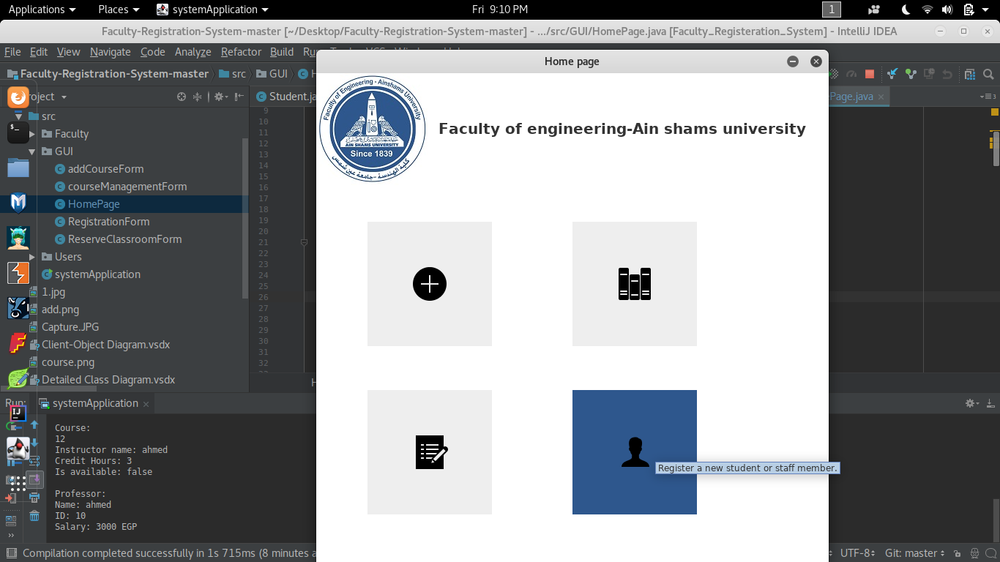 Applications Places systemApplication Fri 9:10 PM 1
Faculty-Registration-System-master [~/Desktop/Faculty-Registration-System-master] - .../src/GUI/HomePage.java [Faculty_Registeration_System] - IntelliJ IDEA
File Edit View Navigate Code Analyze Refactor Build
Home page
Faculty-Registration-System-master src GUI
Project
Student.ja
Page.java
src
Faculty
GUI
addCourseForm
courseManagementForm
HomePage
RegistrationForm
ReserveClassroomForm
Users
systemApplication
1.jpg
add.png
Capture.JPG
Client-Object Diagram.vsdx
course.png
Detailed Class Diagram.vsdx
9
10
11
12
13
14
15
16
17
18
19
20
21
22
23
24
25
26
27
28
29
30
31
32
Faculty of Engineering - Ainshams University
AIN SHAMS UNIVERSITY
Since 1839
كلية الهندسة - جامعة عين شمس
Faculty of engineering-Ain shams university
Register a new student or staff member.
Run: systemApplication
Course:
12
Instructor name: ahmed
Credit Hours: 3
Is available: false
Professor:
Name: ahmed
ID: 10
Salary: 3000 EGP
Compilation completed successfully in 1s 715ms (8 minutes a
UTF-8 Git: master